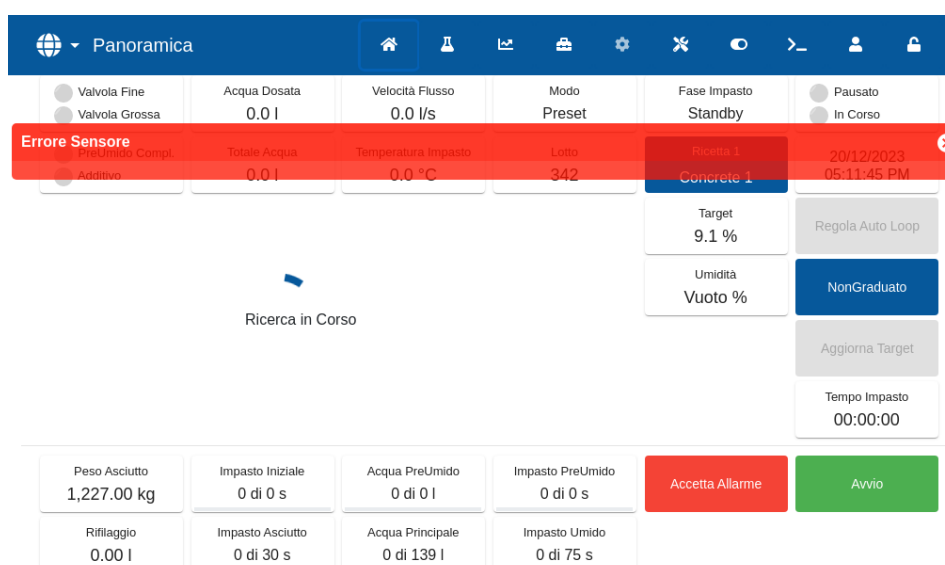 Panoramica
Valvola Fine
Valvola Grossa
Acqua Dosata
0.0 l
Velocità Flusso
0.0 l/s
Modo
Preset
Fase Impasto
Standby
Pausato
In Corso
Errore Sensore
PreUmido Compl.
Additivo
Totale Acqua
0.0 l
Temperatura Impasto
0.0 °C
Lotto
342
Ricetta 1
Concrete 1
20/12/2023
05:11:45 PM
Target
9.1 %
Regola Auto Loop
Umidità
Vuoto %
NonGraduato
Ricerca in Corso
Aggiorna Target
Tempo Impasto
00:00:00
Peso Asciutto
1,227.00 kg
Impasto Iniziale
0 di 0 s
Acqua PreUmido
0 di 0 l
Impasto PreUmido
0 di 0 s
Accetta Allarme
Avvio
Rifilaggio
0.00 l
Impasto Asciutto
0 di 30 s
Acqua Principale
0 di 139 l
Impasto Umido
0 di 75 s